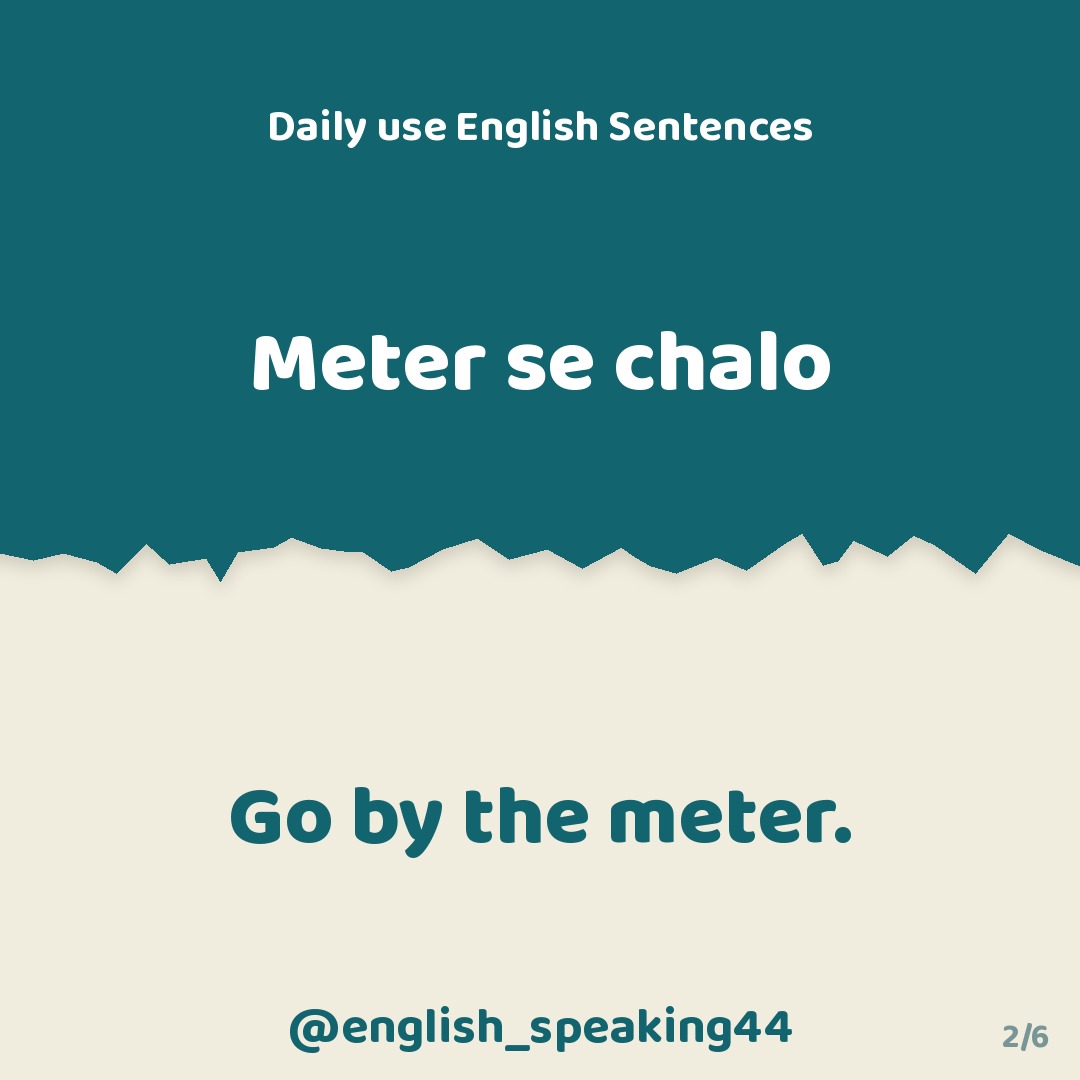 Daily use English Sentences
Meter se chalo
Go by the meter.
@english_speaking44
2/6